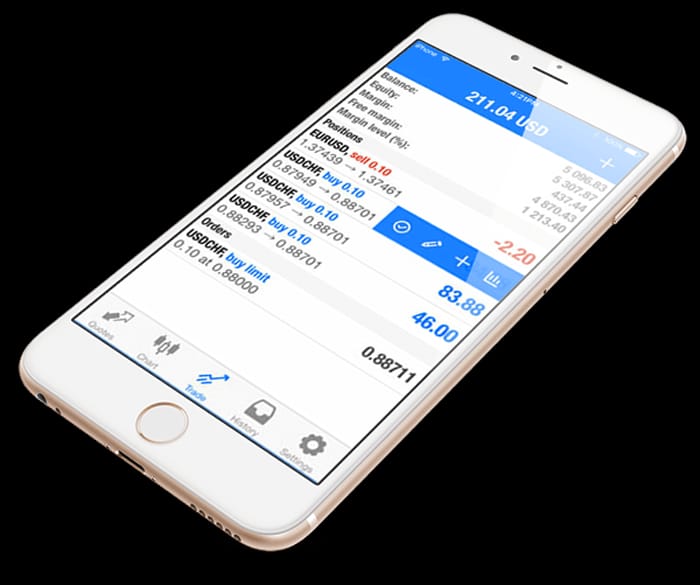 iPhone 4:21PM 100%
211.04 USD
Balance: 5 096.83
Equity: 5 307.87
Margin: 437.44
Free margin: 4 870.43
Margin level (%): 1 213.40
Positions
EURUSD, sell 0.10
1.37439 → 1.37461 -2.20
USDCHF, buy 0.10
0.87949 → 0.88701
USDCHF, buy 0.10
0.87957 → 0.88701 83.88
USDCHF, buy 0.10
0.88293 → 0.88701 46.00
Orders
USDCHF, buy limit
0.10 at 0.88000 0.88711
Quotes Chart Trade History Settings